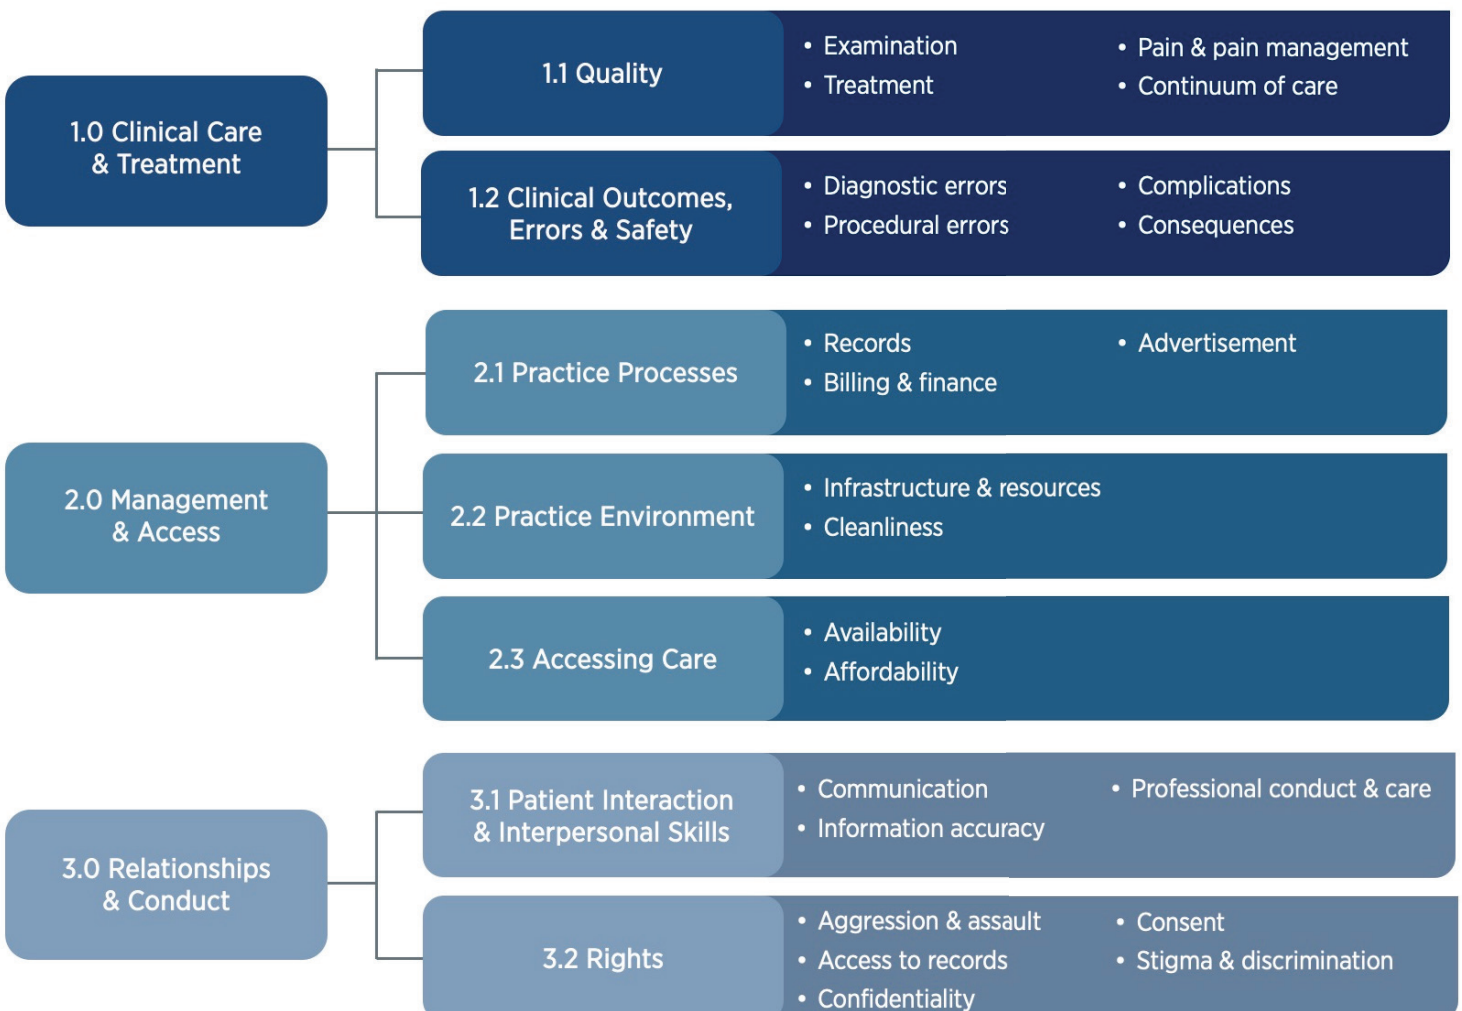 1.0 Clinical Care
& Treatment
1.1 Quality
• Examination
• Treatment
• Pain & pain management
• Continuum of care
1.2 Clinical Outcomes,
Errors & Safety
• Diagnostic errors
• Procedural errors
• Complications
• Consequences
2.0 Management
& Access
2.1 Practice Processes
• Records
• Billing & finance
• Advertisement
2.2 Practice Environment
• Infrastructure & resources
• Cleanliness
2.3 Accessing Care
• Availability
• Affordability
3.0 Relationships
& Conduct
3.1 Patient Interaction
& Interpersonal Skills
• Communication
• Information accuracy
• Professional conduct & care
3.2 Rights
• Aggression & assault
• Access to records
• Confidentiality
• Consent
• Stigma & discrimination